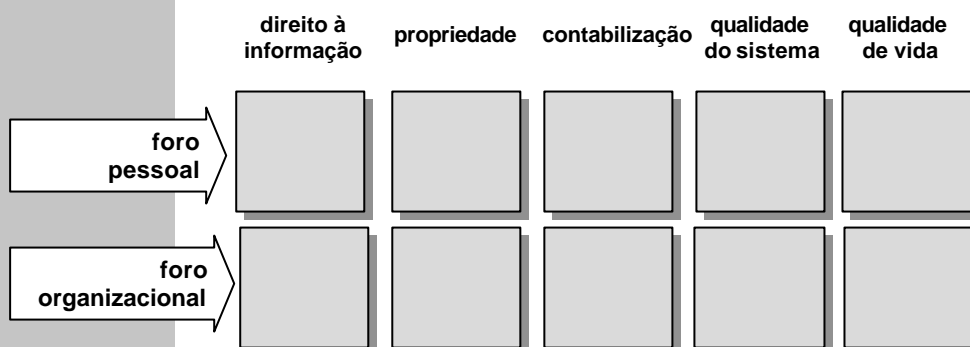 direito à
informação
propriedade
contabilização
qualidade
do sistema
qualidade
de vida
foro
pessoal
foro
organizacional